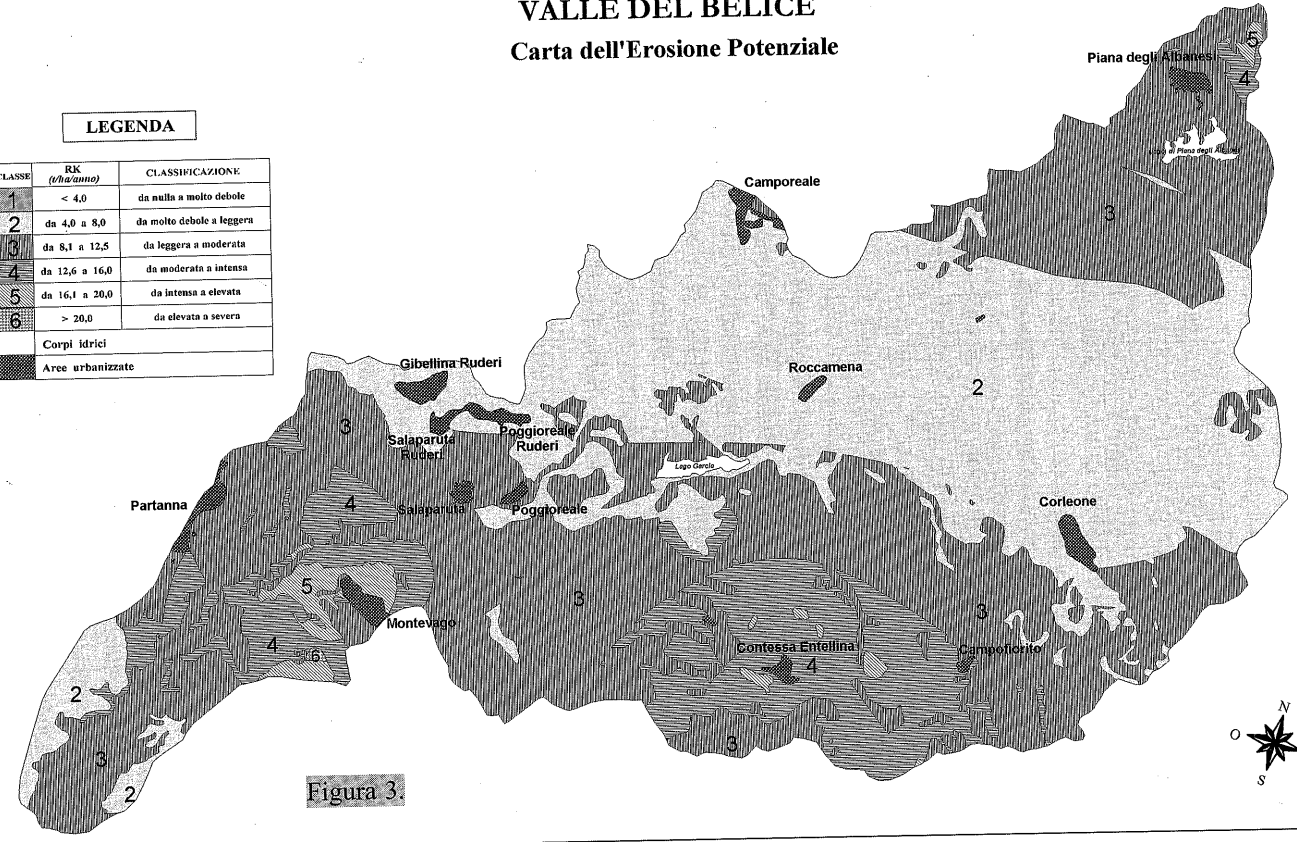 VALLE DEL BELICE
Carta dell'Erosione Potenziale
LEGENDA
CLASSE RK (t/ha/anno) CLASSIFICAZIONE
1 < 4,0 da nulla a molto debole
2 da 4,0 a 8,0 da molto debole a leggera
3 da 8,1 a 12,5 da leggera a moderata
4 da 12,6 a 16,0 da moderata a intensa
5 da 16,1 a 20,0 da intensa a elevata
6 > 20,0 da elevata a severa
Corpi idrici
Aree urbanizzate
5
Piana degli Albanesi
4
di Piana degli
Camporeale
3
Gibellina Ruderi
Roccamena
2
3
Salaparuta
Ruderi
Poggioreale
Ruderi
Lago Garcia
Partanna
4
Salaparuta
Poggioreale
Corleone
5
3
3
Montevago
4
6
Contessa Entellina
4
Campofiorito
2
3
3
2
N
O
S
Figura 3.